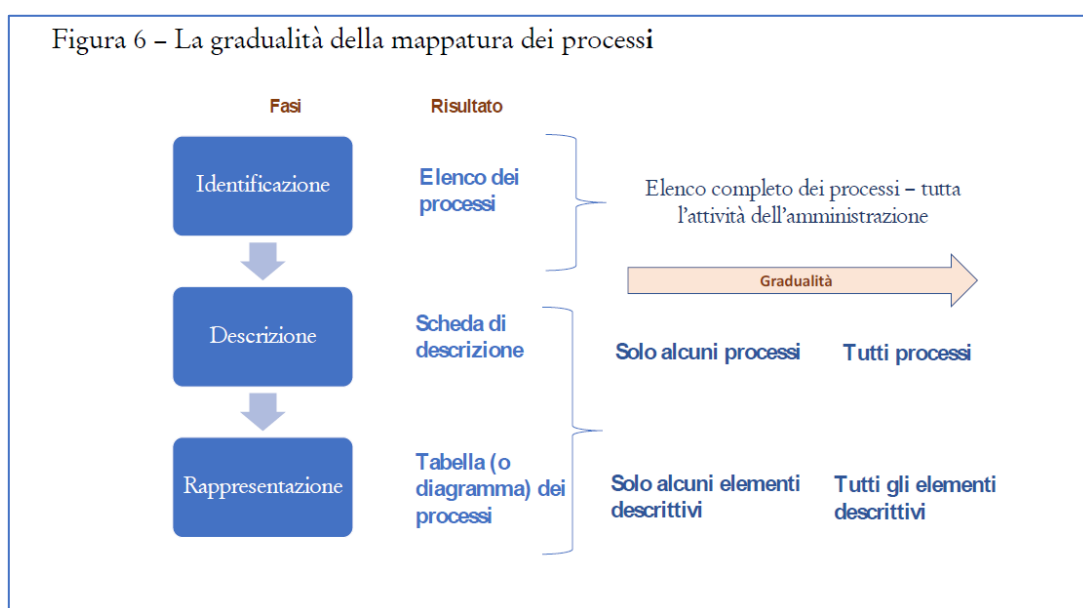 Figura 6 – La gradualità della mappatura dei processi
Fasi
Risultato
Identificazione
Elenco dei
processi
Elenco completo dei processi – tutta
l'attività dell'amministrazione
Gradualità
Descrizione
Scheda di
descrizione
Solo alcuni processi
Tutti processi
Rappresentazione
Tabella (o
diagramma) dei
processi
Solo alcuni elementi
descrittivi
Tutti gli elementi
descrittivi